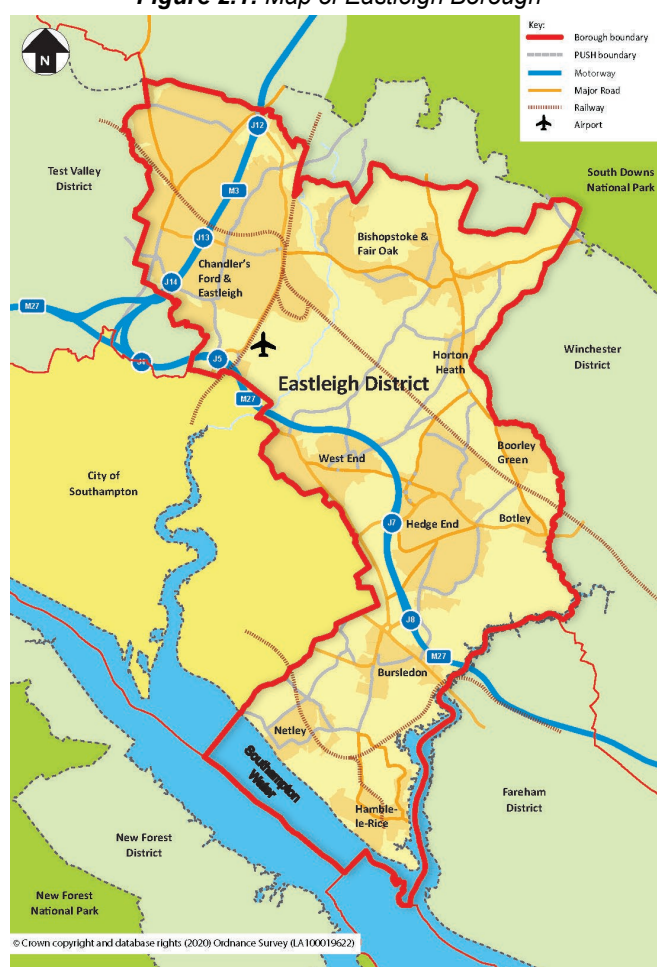 Figure 2.1: Map of Eastleigh Borough
Key:
Borough boundary
PUSH boundary
Motorway
Major Road
Railway
Airport
N
J12
Test Valley
District
South Downs
National Park
M3
Bishopstoke &
Fair Oak
J13
Chandler's
Ford &
Eastleigh
J14
M27
Winchester
District
Horton
Heath
J5
Eastleigh District
M27
Boorley
Green
West End
City of
Southampton
J7
Hedge End
Botley
J8
M27
Bursledon
Netley
Southampton
Water
Fareham
District
Hamble-
le-Rice
New Forest
District
New Forest
National Park
© Crown copyright and database rights (2020) Ordnance Survey (LA100019622)